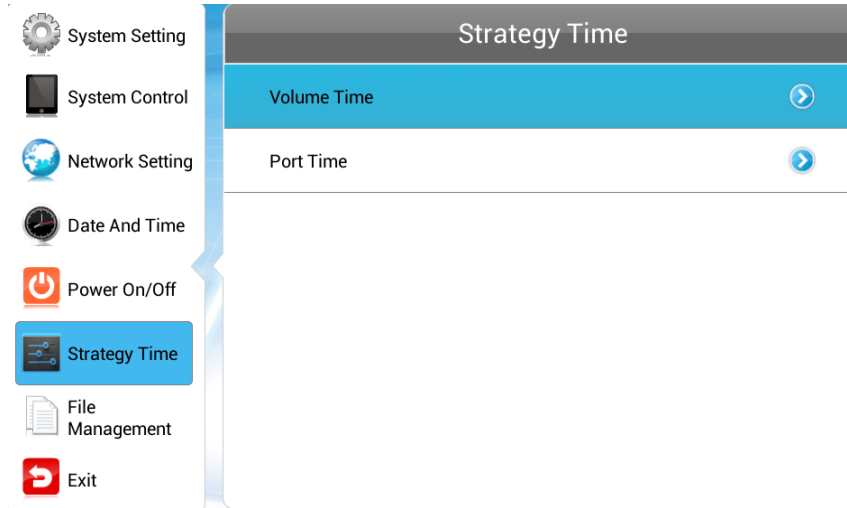 System Setting
System Control
Network Setting
Date And Time
Power On/Off
Strategy Time
File
Management
Exit
Strategy Time
Volume Time
Port Time